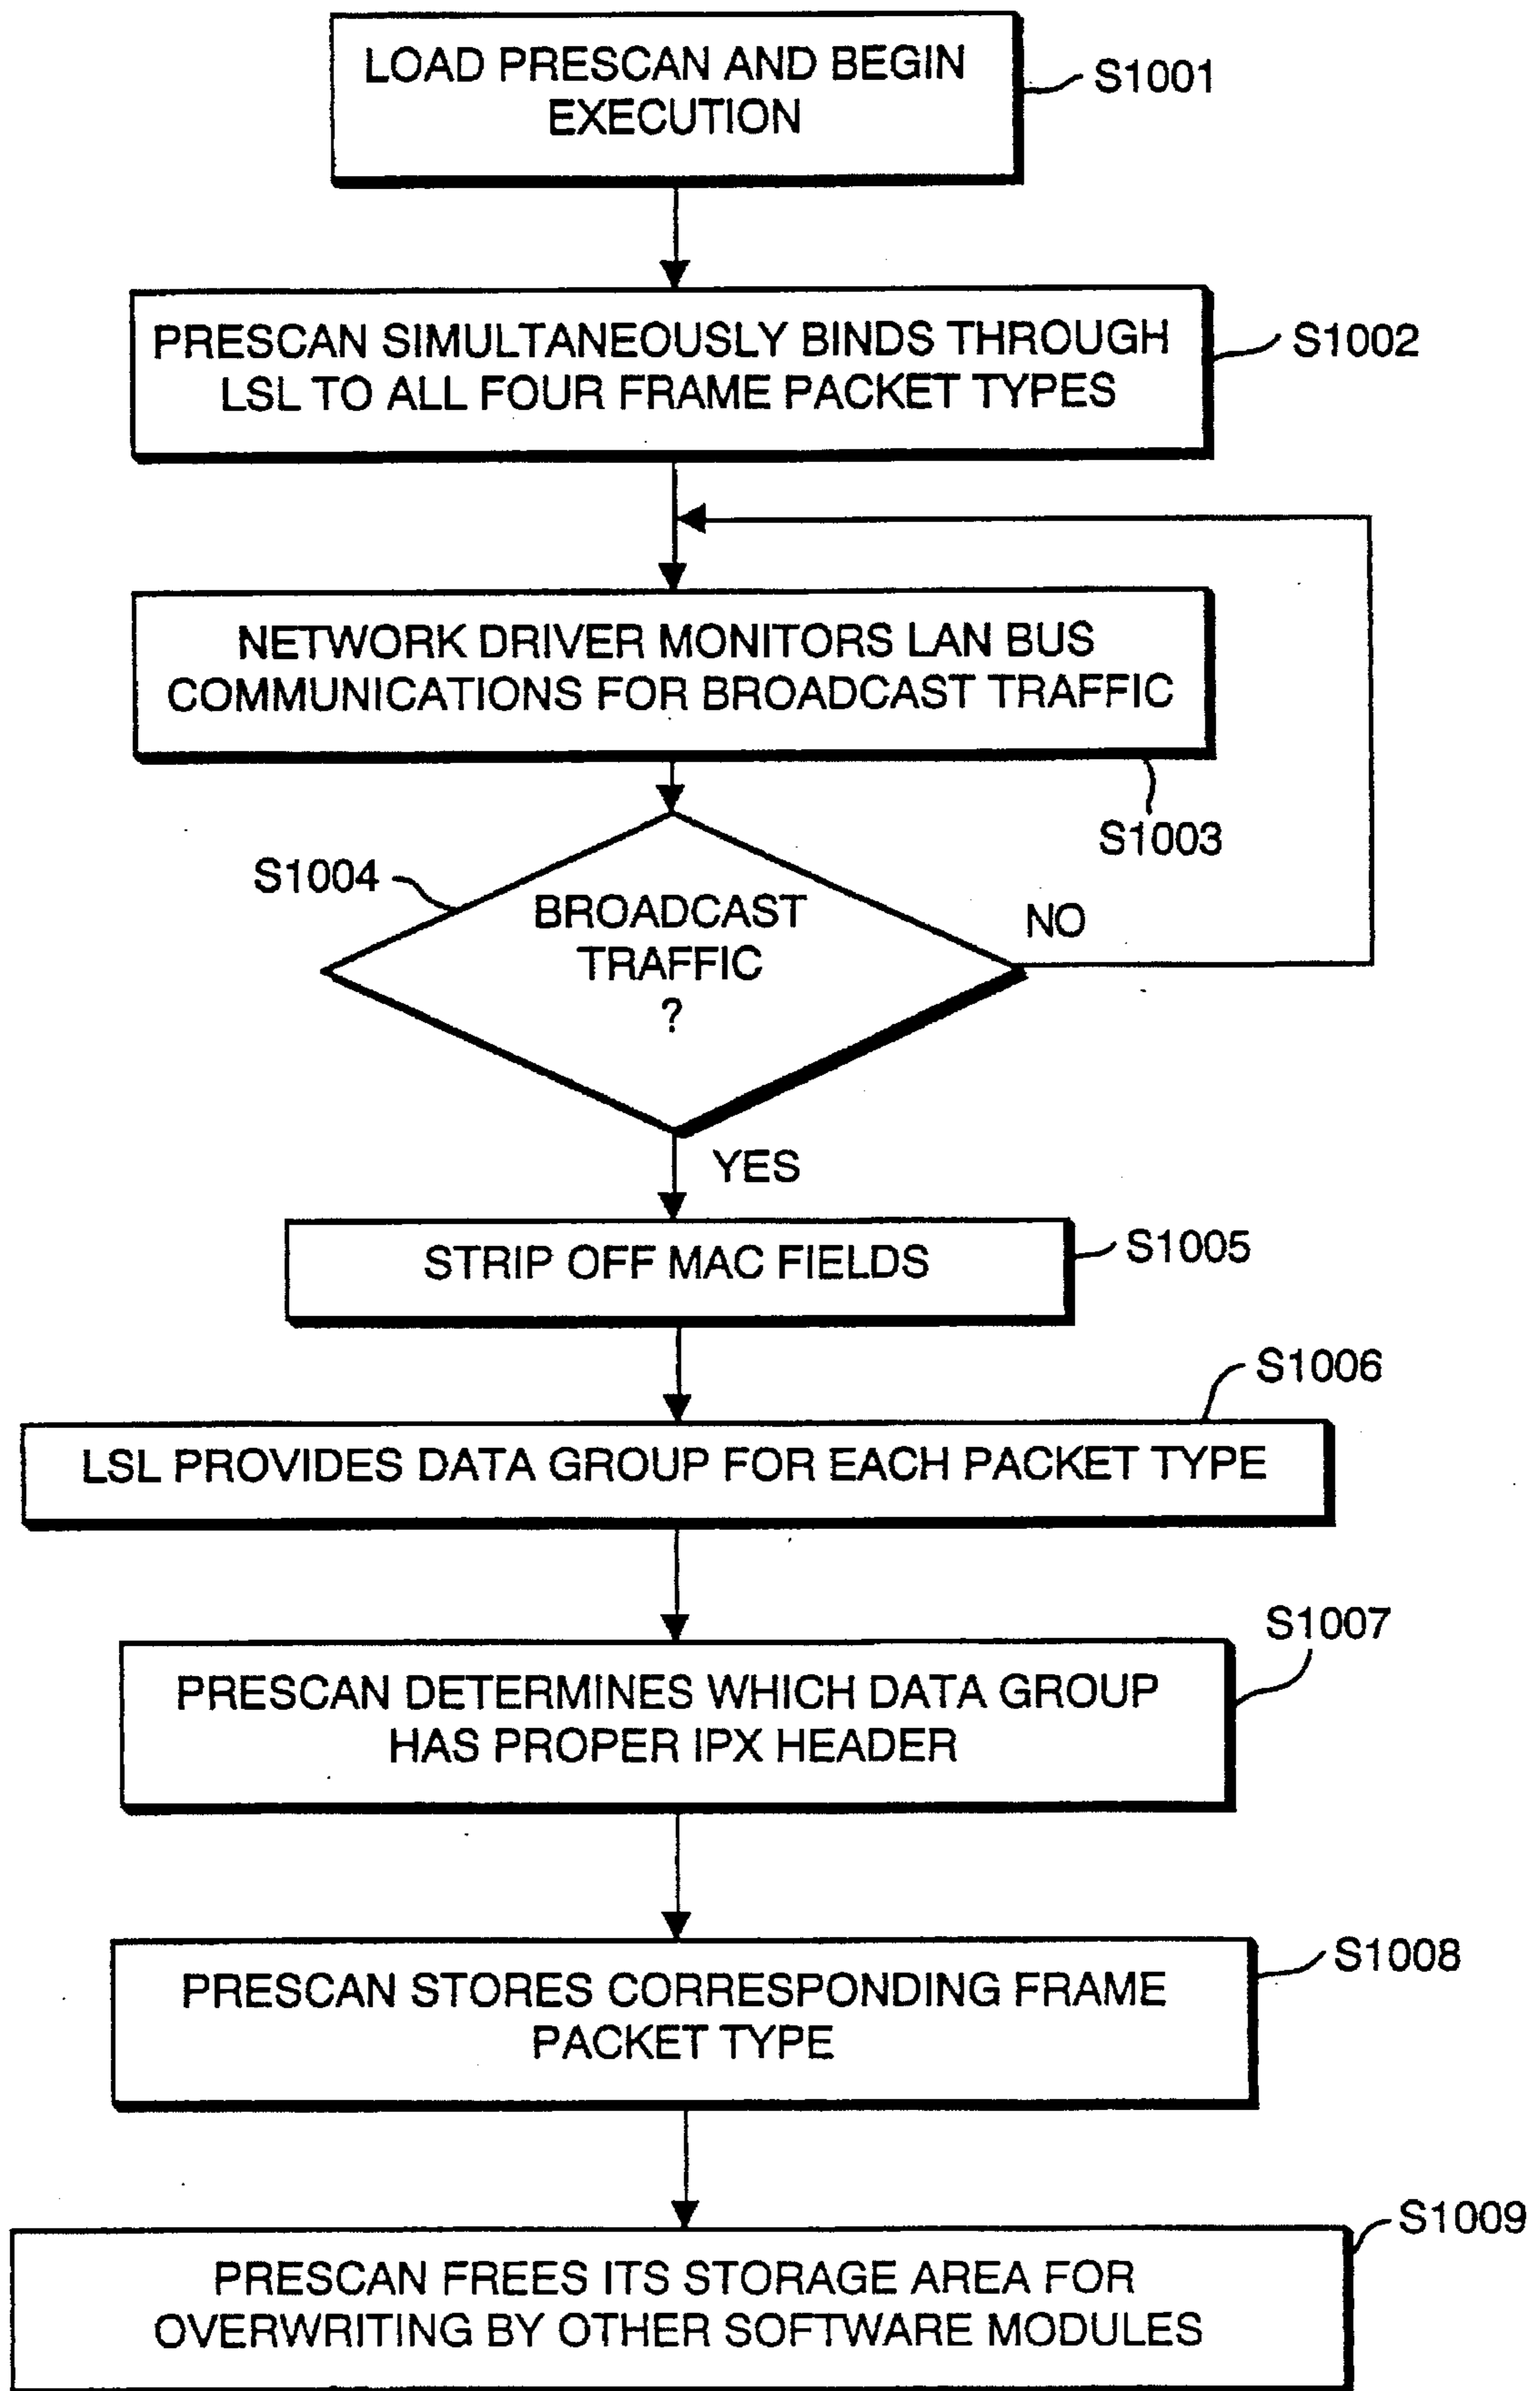 LOAD PRESCAN AND BEGIN
EXECUTION
S1001
PRESCAN SIMULTANEOUSLY BINDS THROUGH
LSL TO ALL FOUR FRAME PACKET TYPES
S1002
NETWORK DRIVER MONITORS LAN BUS
COMMUNICATIONS FOR BROADCAST TRAFFIC
S1003
S1004
BROADCAST
TRAFFIC
?
NO
YES
STRIP OFF MAC FIELDS
S1005
S1006
LSL PROVIDES DATA GROUP FOR EACH PACKET TYPE
S1007
PRESCAN DETERMINES WHICH DATA GROUP
HAS PROPER IPX HEADER
S1008
PRESCAN STORES CORRESPONDING FRAME
PACKET TYPE
S1009
PRESCAN FREES ITS STORAGE AREA FOR
OVERWRITING BY OTHER SOFTWARE MODULES